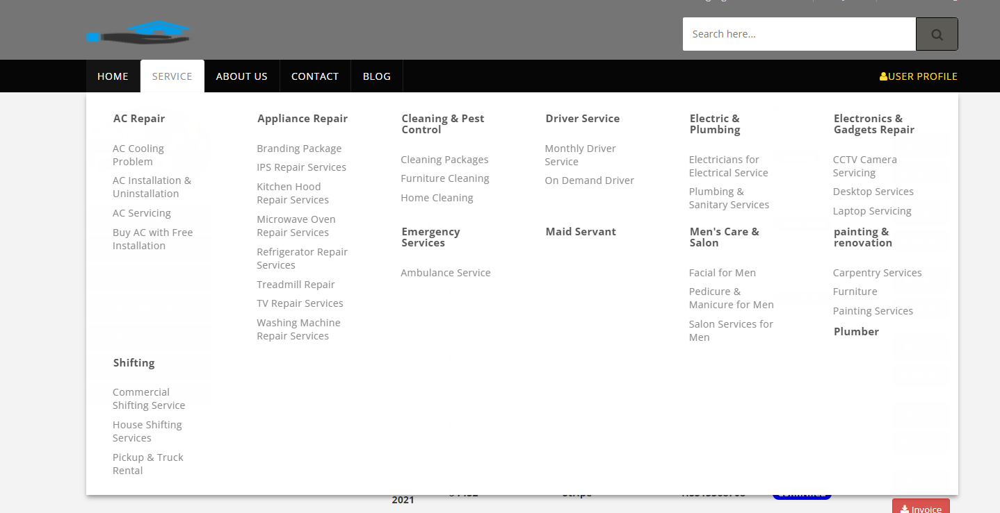 Search here...
HOME
SERVICE
ABOUT US
CONTACT
BLOG
USER PROFILE
AC Repair
AC Cooling
Problem
AC Installation &
Uninstallation
AC Servicing
Buy AC with Free
Installation
Appliance Repair
Branding Package
IPS Repair Services
Kitchen Hood
Repair Services
Microwave Oven
Repair Services
Refrigerator Repair
Services
Treadmill Repair
TV Repair Services
Washing Machine
Repair Services
Cleaning & Pest
Control
Cleaning Packages
Furniture Cleaning
Home Cleaning
Driver Service
Monthly Driver
Service
On Demand Driver
Electric &
Plumbing
Electricians for
Electrical Service
Plumbing &
Sanitary Services
Electronics &
Gadgets Repair
CCTV Camera
Servicing
Desktop Services
Laptop Servicing
Emergency
Services
Ambulance Service
Maid Servant
Men's Care &
Salon
Facial for Men
Pedicure &
Manicure for Men
Salon Services for
Men
painting &
renovation
Carpentry Services
Furniture
Painting Services
Plumber
Shifting
Commercial
Shifting Service
House Shifting
Services
Pickup & Truck
Rental
2021
Invoice